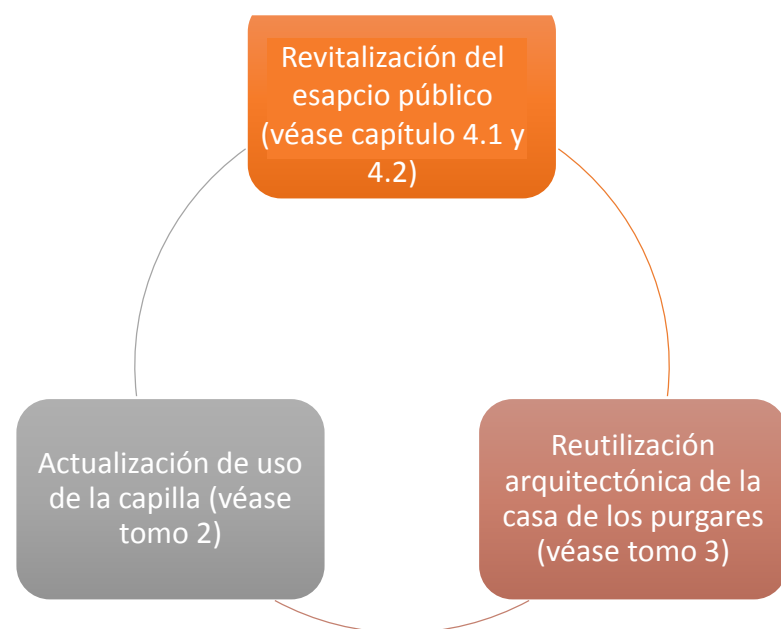 Revitalización del
esapcio público
(véase capítulo 4.1 y
4.2)
Actualización de uso
de la capilla (véase
tomo 2)
Reutilización
arquitectónica de la
casa de los purgares
(véase tomo 3)